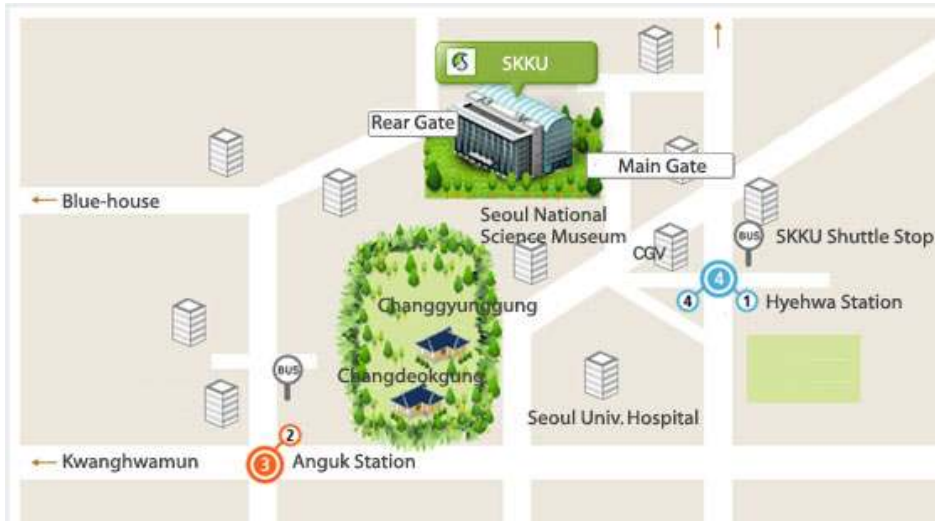 SKKU
Rear Gate
Main Gate
Blue-house
Seoul National
Science Museum
BUS
SKKU Shuttle Stop
CGV
4
4
1
Hyehwa Station
Changgyunggung
BUS
Changdeokgung
Seoul Univ. Hospital
2
Kwanghwamun
3
Anguk Station